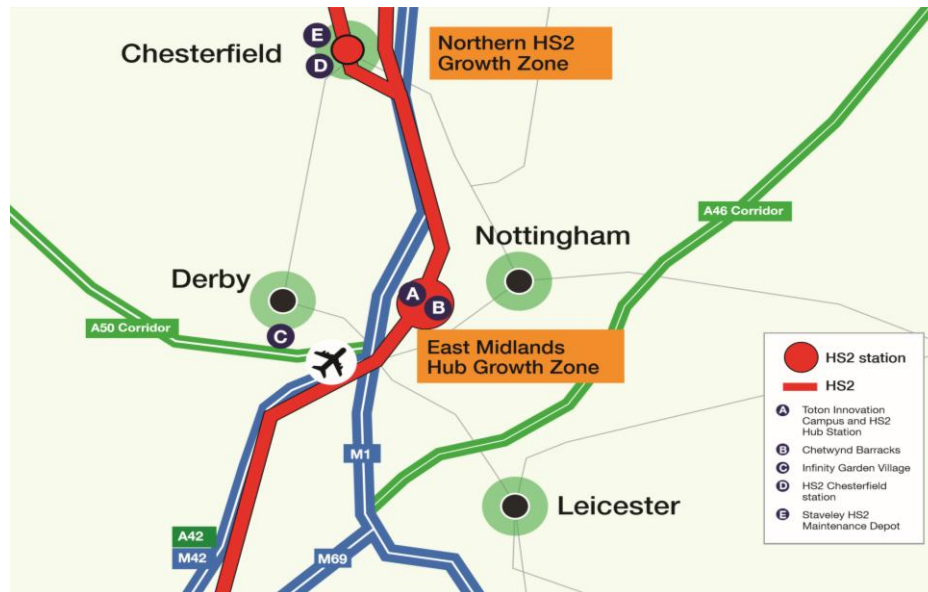 E
Chesterfield
D
Northern HS2
Growth Zone
A46 Corridor
Nottingham
Derby
A
B
C
A50 Corridor
East Midlands
Hub Growth Zone
HS2 station
HS2
A
Toton Innovation
Campus and HS2
Hub Station
B
Chetwynd Barracks
C
Infinity Garden Village
D
HS2 Chesterfield
station
E
Staveley HS2
Maintenance Depot
M1
Leicester
A42
M42
M69